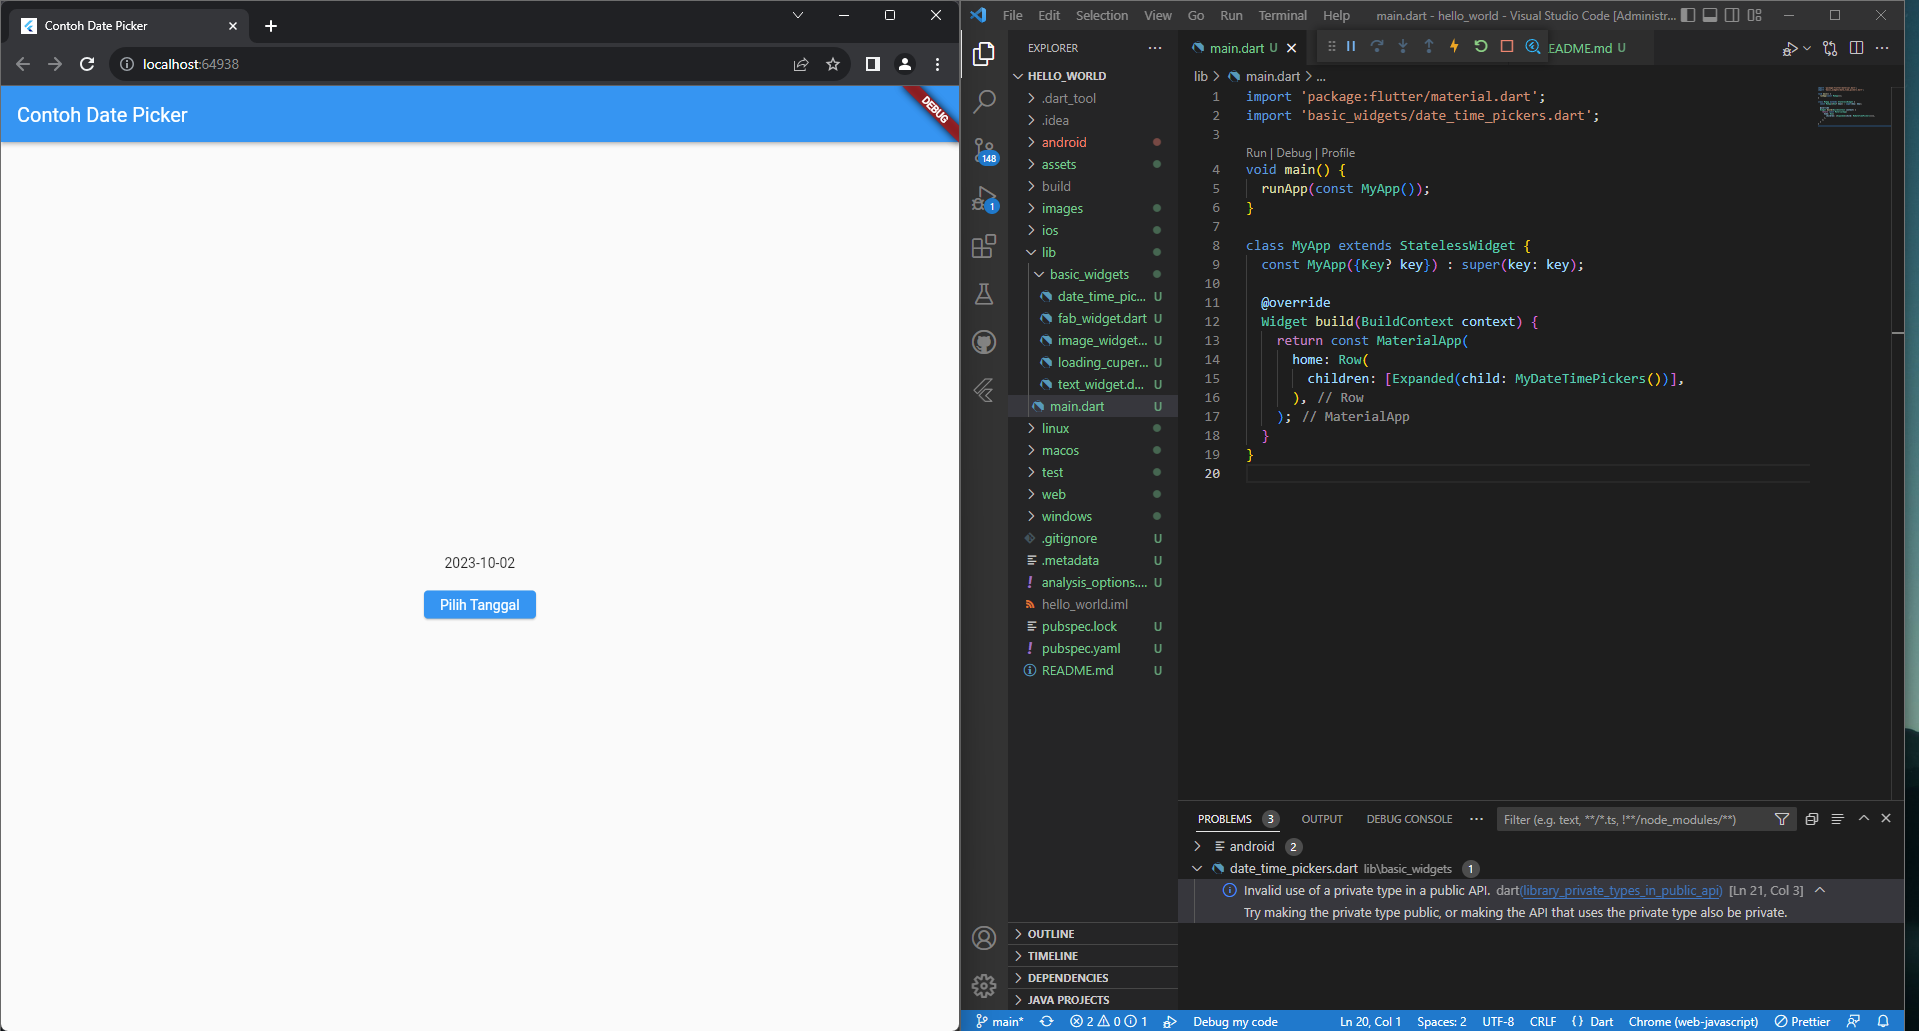 Contoh Date Picker
localhost:64938
Contoh Date Picker
DEBUG
2023-10-02
Pilih Tanggal
File Edit Selection View Go Run Terminal Help main.dart - hello_world - Visual Studio Code [Administr...
EXPLORER
HELLO_WORLD
.dart_tool
.idea
android
assets
build
images
ios
lib
basic_widgets
date_time_pic... U
fab_widget.dart U
image_widget... U
loading_cuper... U
text_widget.d... U
main.dart U
linux
macos
test
web
windows
.gitignore U
.metadata U
analysis_options.... U
hello_world.iml
pubspec.lock U
pubspec.yaml U
README.md U
148
1
OUTLINE
TIMELINE
DEPENDENCIES
JAVA PROJECTS
main.dart U
EADME.md U
lib > main.dart > ...
1 import 'package:flutter/material.dart';
2 import 'basic_widgets/date_time_pickers.dart';
3
Run | Debug | Profile
4 void main() {
5 runApp(const MyApp());
6 }
7
8 class MyApp extends StatelessWidget {
9 const MyApp({Key? key}) : super(key: key);
10
11 @override
12 Widget build(BuildContext context) {
13 return const MaterialApp(
14 home: Row(
15 children: [Expanded(child: MyDateTimePickers())],
16 ), // Row
17 ); // MaterialApp
18 }
19 }
20
PROBLEMS 3 OUTPUT DEBUG CONSOLE Filter (e.g. text, **/*.ts, !**/node_modules/**)
android 2
date_time_pickers.dart lib\basic_widgets 1
Invalid use of a private type in a public API. dart(library_private_types_in_public_api) [Ln 21, Col 3]
Try making the private type public, or making the API that uses the private type also be private.
main* 2 0 1 Debug my code Ln 20, Col 1 Spaces: 2 UTF-8 CRLF { } Dart Chrome (web-javascript) Prettier